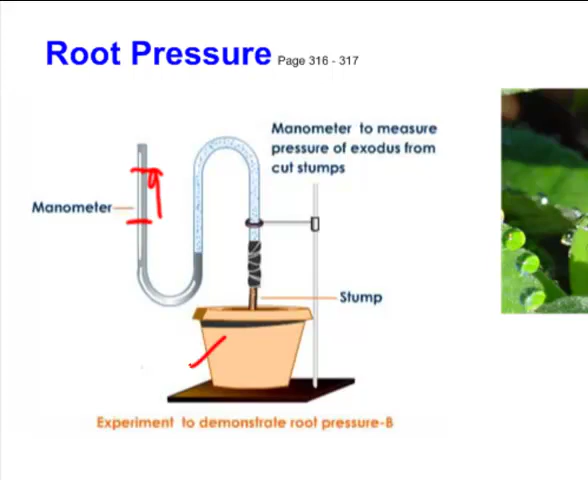 Root Pressure Page 316 - 317
Manometer to measure
pressure of exodus from
cut stumps
Manometer
Stump
Experiment to demonstrate root pressure-B